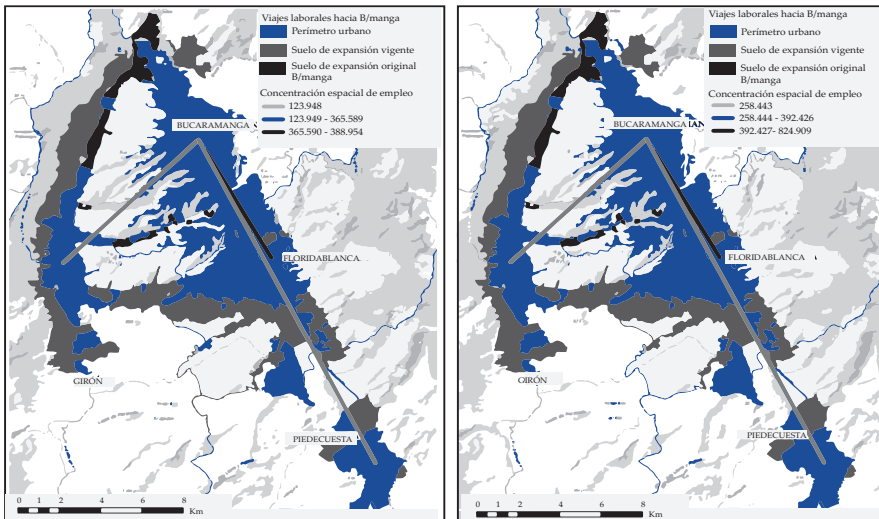 Viajes laborales hacia B/manga
Perímetro urbano
Suelo de expansión vigente
Suelo de expansión original
B/manga
Concentración espacial de empleo
123.948
123.949 - 365.589
365.590 - 388.954
BUCARAMANGA
FLORIDABLANCA
GIRÓN
PIEDECUESTA
0 1 2 4 6 8
Km
Viajes laborales hacia B/manga
Perímetro urbano
Suelo de expansión vigente
Suelo de expansión original
B/manga
Concentración espacial de empleo
258.443
258.444 - 392.426
392.427- 824.909
BUCARAMANGA
FLORIDABLANCA
GIRÓN
PIEDECUESTA
0 1 2 4 6 8
Km